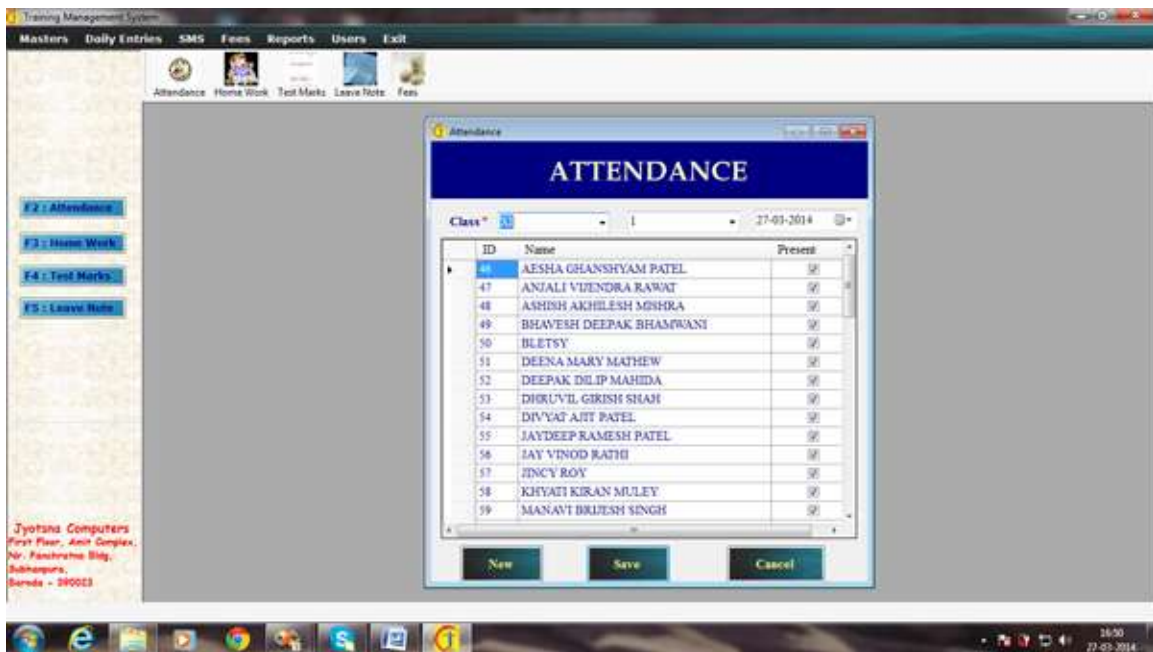 Training Management System
Masters Daily Entries SMS Fees Reports Users Exit
Attendance Home Work Test Marks Leave Note Fees
F2 : Attendance
F3 : Home Work
F4 : Test Marks
F5 : Leave Note
Jyotsna Computers
First Floor, Amit Complex,
Nr. Panchratna Bldg,
Subhanpura,
Baroda - 390023
Attendance
ATTENDANCE
Class * 1 27-03-2014
ID Name Present
46 AESHA GHANSHYAM PATEL
47 ANJALI VIJENDRA RAWAT
48 ASHISH AKHILESH MISHRA
49 BHAVESH DEEPAK BHAMWANI
50 BLETSY
51 DEENA MARY MATHEW
52 DEEPAK DILIP MAHIDA
53 DHRUVIL GIRISH SHAH
54 DIVYAT AJIT PATEL
55 JAYDEEP RAMESH PATEL
56 JAY VINOD RATHI
57 JINCY ROY
58 KHYATI KIRAN MULEY
59 MANAVI BRIJESH SINGH
New Save Cancel
16:50
27-03-2014